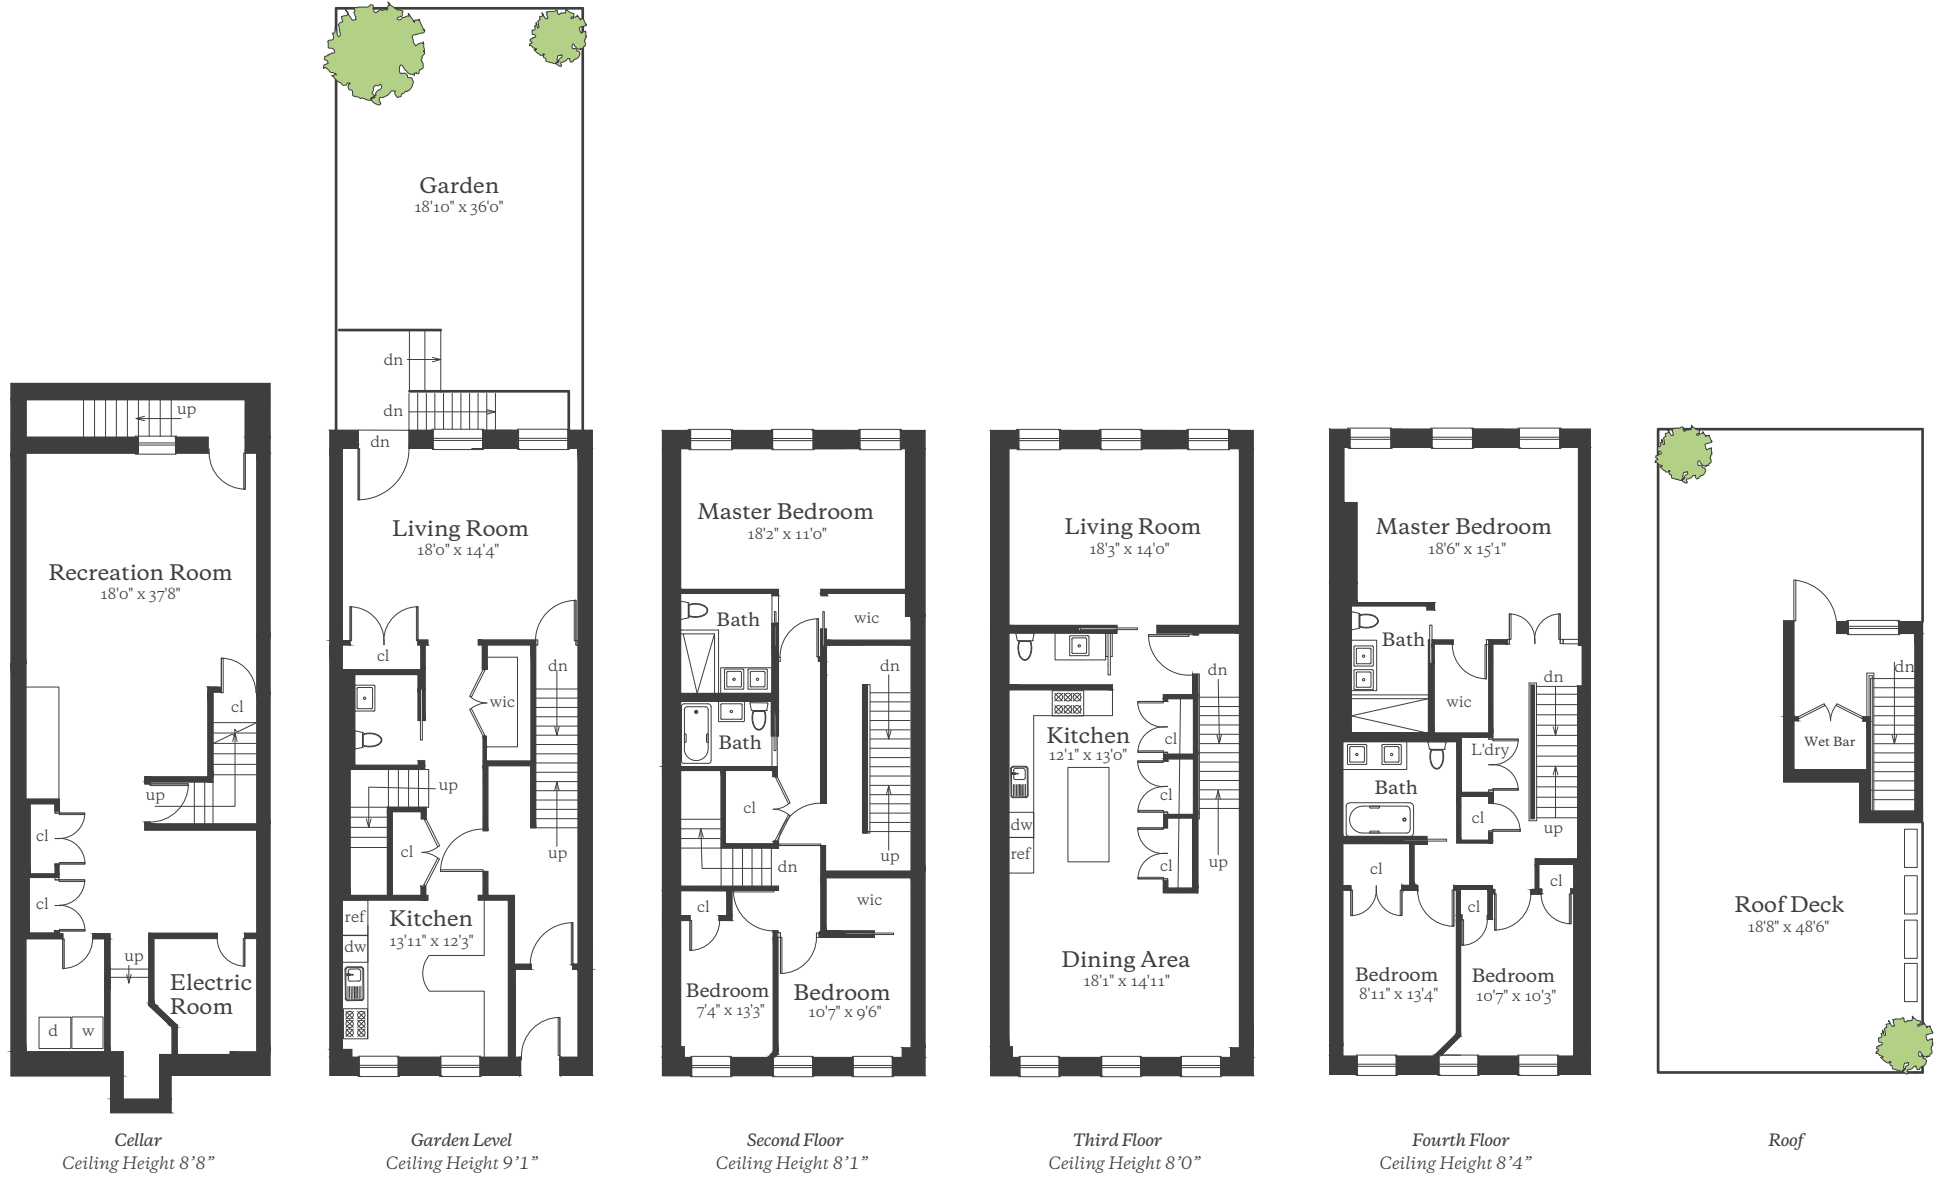 up
Recreation Room
18'0" x 37'8"
cl
up
cl
cl
up
Electric
Room
d
w
Cellar
Ceiling Height 8’8”
Garden
18'10" x 36'0"
dn
dn
dn
Living Room
18'0" x 14'4"
cl
dn
wic
up
cl
up
ref
Kitchen
13'11" x 12'3"
dw
Garden Level
Ceiling Height 9’1”
Master Bedroom
18'2" x 11'0"
Bath
wic
dn
Bath
cl
up
dn
cl
wic
Bedroom
7'4" x 13'3"
Bedroom
10'7" x 9'6"
Second Floor
Ceiling Height 8’1”
Living Room
18'3" x 14'0"
dn
Kitchen
12'1" x 13'0"
cl
cl
dw
ref
cl
up
Dining Area
18'1" x 14'11"
Third Floor
Ceiling Height 8’0”
Master Bedroom
18'6" x 15'1"
Bath
dn
wic
L'dry
Bath
cl
up
cl
cl
cl
Bedroom
8'11" x 13'4"
Bedroom
10'7" x 10'3"
Fourth Floor
Ceiling Height 8’4”
dn
Wet Bar
Roof Deck
18'8" x 48'6"
Roof